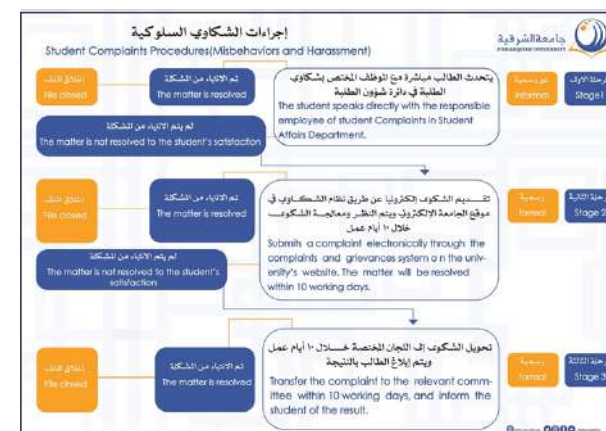 إجراءات الشكاوى السلوكية
Student Complaints Procedures(Misbehaviors and Harassment)
جامعة الشرقية
A'SHARQIYAH UNIVERSITY
المرحلة الأولى
Stage1
غير رسمية
Informal
يتحدث الطالب مباشرة مع الموظف المختص بشكاوى
الطلبة في دائرة شؤون الطلبة
The student speaks directly with the responsible
employee of student Complaints in Student
Affairs Department.
تم الانتهاء من المشكلة
The matter is resolved
إغلاق الملف
File closed
لم يتم الانتهاء من المشكلة
The matter is not resolved to the student's satisfaction
المرحلة الثانية
Stage 2
رسمية
formal
تقديم الشكوى إلكترونيا عن طريق نظام الشكاوى في
موقع الجامعة الإلكتروني ويتم النظر ومعالجة الشكوى
خلال ١٠ أيام عمل
Submits a complaint electronically through the
complaints and grievances system on the univ-
ersity's website. The matter will be resolved
within 10 working days.
تم الانتهاء من المشكلة
The matter is resolved
إغلاق الملف
File closed
لم يتم الانتهاء من المشكلة
The matter is not resolved to the student's
satisfaction
المرحلة الثالثة
Stage 3
رسمية
formal
تحويل الشكوى إلى اللجان المختصة خلال ١٠ أيام عمل
ويتم إبلاغ الطالب بالنتيجة
Transfer the complaint to the relevant comm-
ittee within 10 working days, and inform the
student of the result.
تم الانتهاء من المشكلة
The matter is resolved
إغلاق الملف
File closed